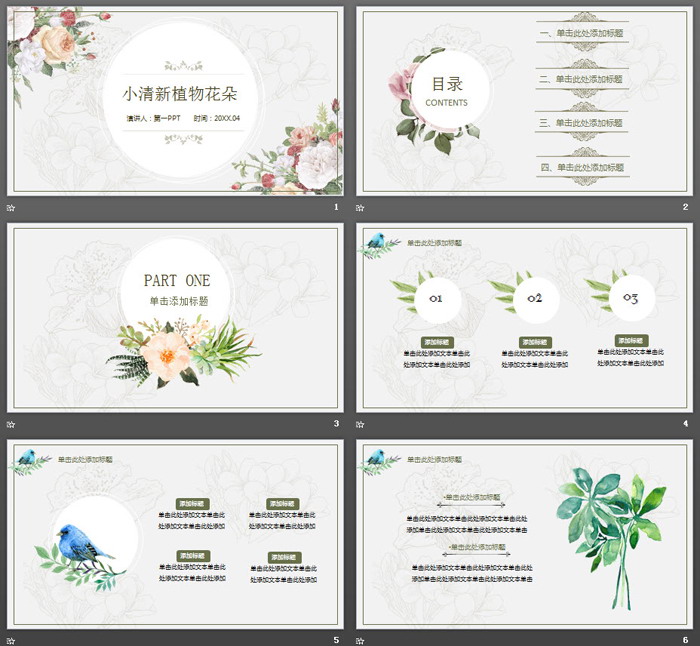 小清新植物花朵
演讲人：第一PPT 时间：20XX.04
1
目录
CONTENTS
一、单击此处添加标题
二、单击此处添加标题
三、单击此处添加标题
四、单击此处添加标题
2
PART ONE
单击添加标题
3
单击此处添加标题
01
02
03
添加标题
单击此处添加文本单击此
处添加文本单击此处添加
添加标题
单击此处添加文本单击此
处添加文本单击此处添加
添加标题
单击此处添加文本单击此
处添加文本单击此处添加
4
单击此处添加标题
添加标题
单击此处添加文本单击此
处添加文本单击此处添加
添加标题
单击此处添加文本单击此
处添加文本单击此处添加
添加标题
单击此处添加文本单击此
处添加文本单击此处添加
添加标题
单击此处添加文本单击此
处添加文本单击此处添加
5
单击此处添加标题
·单击此处添加标题
单击此处添加文本单击此处添加文本单击此处
添加文本单击此处添加文本单击此处添加文本单击
·单击此处添加标题
单击此处添加文本单击此处添加文本单击此处
添加文本单击此处添加文本单击此处添加文本单击
6